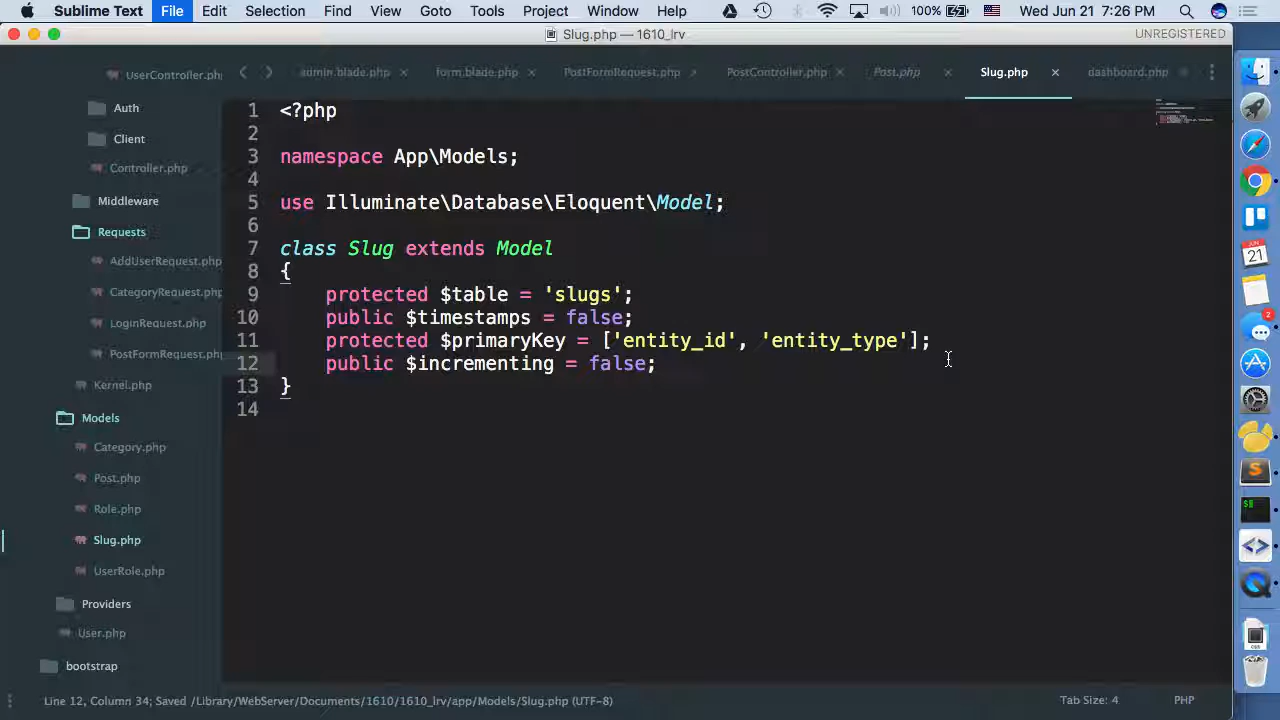 Sublime Text File Edit Selection Find View Goto Tools Project Window Help 100% Wed Jun 21 7:26 PM
Slug.php — 1610_lrv UNREGISTERED
admin.blade.php form.blade.php PostFormRequest.php PostController.php Post.php Slug.php dashboard.php
UserController.ph
Auth
Client
Controller.php
Middleware
Requests
AddUserRequest.php
CategoryRequest.php
LoginRequest.php
PostFormRequest.php
Kernel.php
Models
Category.php
Post.php
Role.php
Slug.php
UserRole.php
Providers
User.php
bootstrap
1 <?php
2
3 namespace App\Models;
4
5 use Illuminate\Database\Eloquent\Model;
6
7 class Slug extends Model
8 {
9 protected $table = 'slugs';
10 public $timestamps = false;
11 protected $primaryKey = ['entity_id', 'entity_type'];
12 public $incrementing = false;
13 }
14
Line 12, Column 34; Saved /Library/WebServer/Documents/1610/1610_lrv/app/Models/Slug.php (UTF-8) Tab Size: 4 PHP
21
2